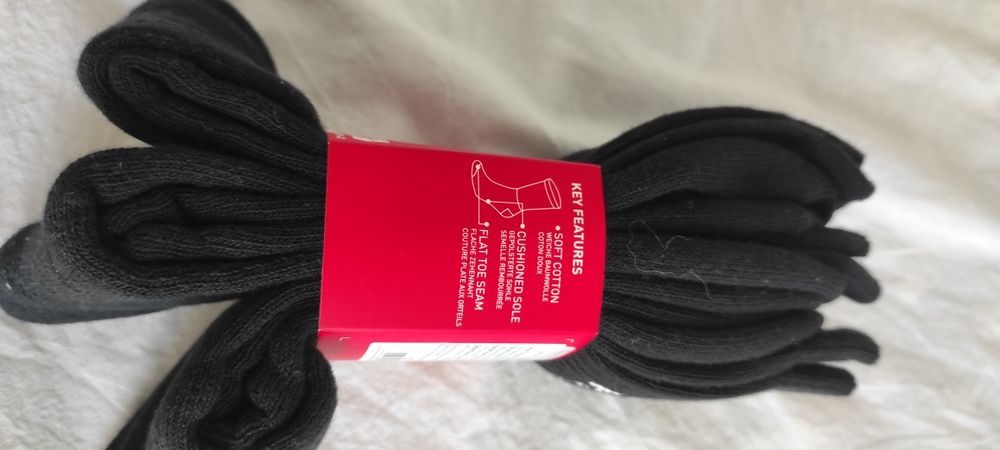 KEY FEATURES
• SOFT COTTON
WEICHE BAUMWOLLE
COTON DOUX
• CUSHIONED SOLE
GEPOLSTERTE SOHLE
SEMELLE REMBOURRÉE
• FLAT TOE SEAM
FLACHE ZEHENNAHT
COUTURE PLATE AUX ORTEILS